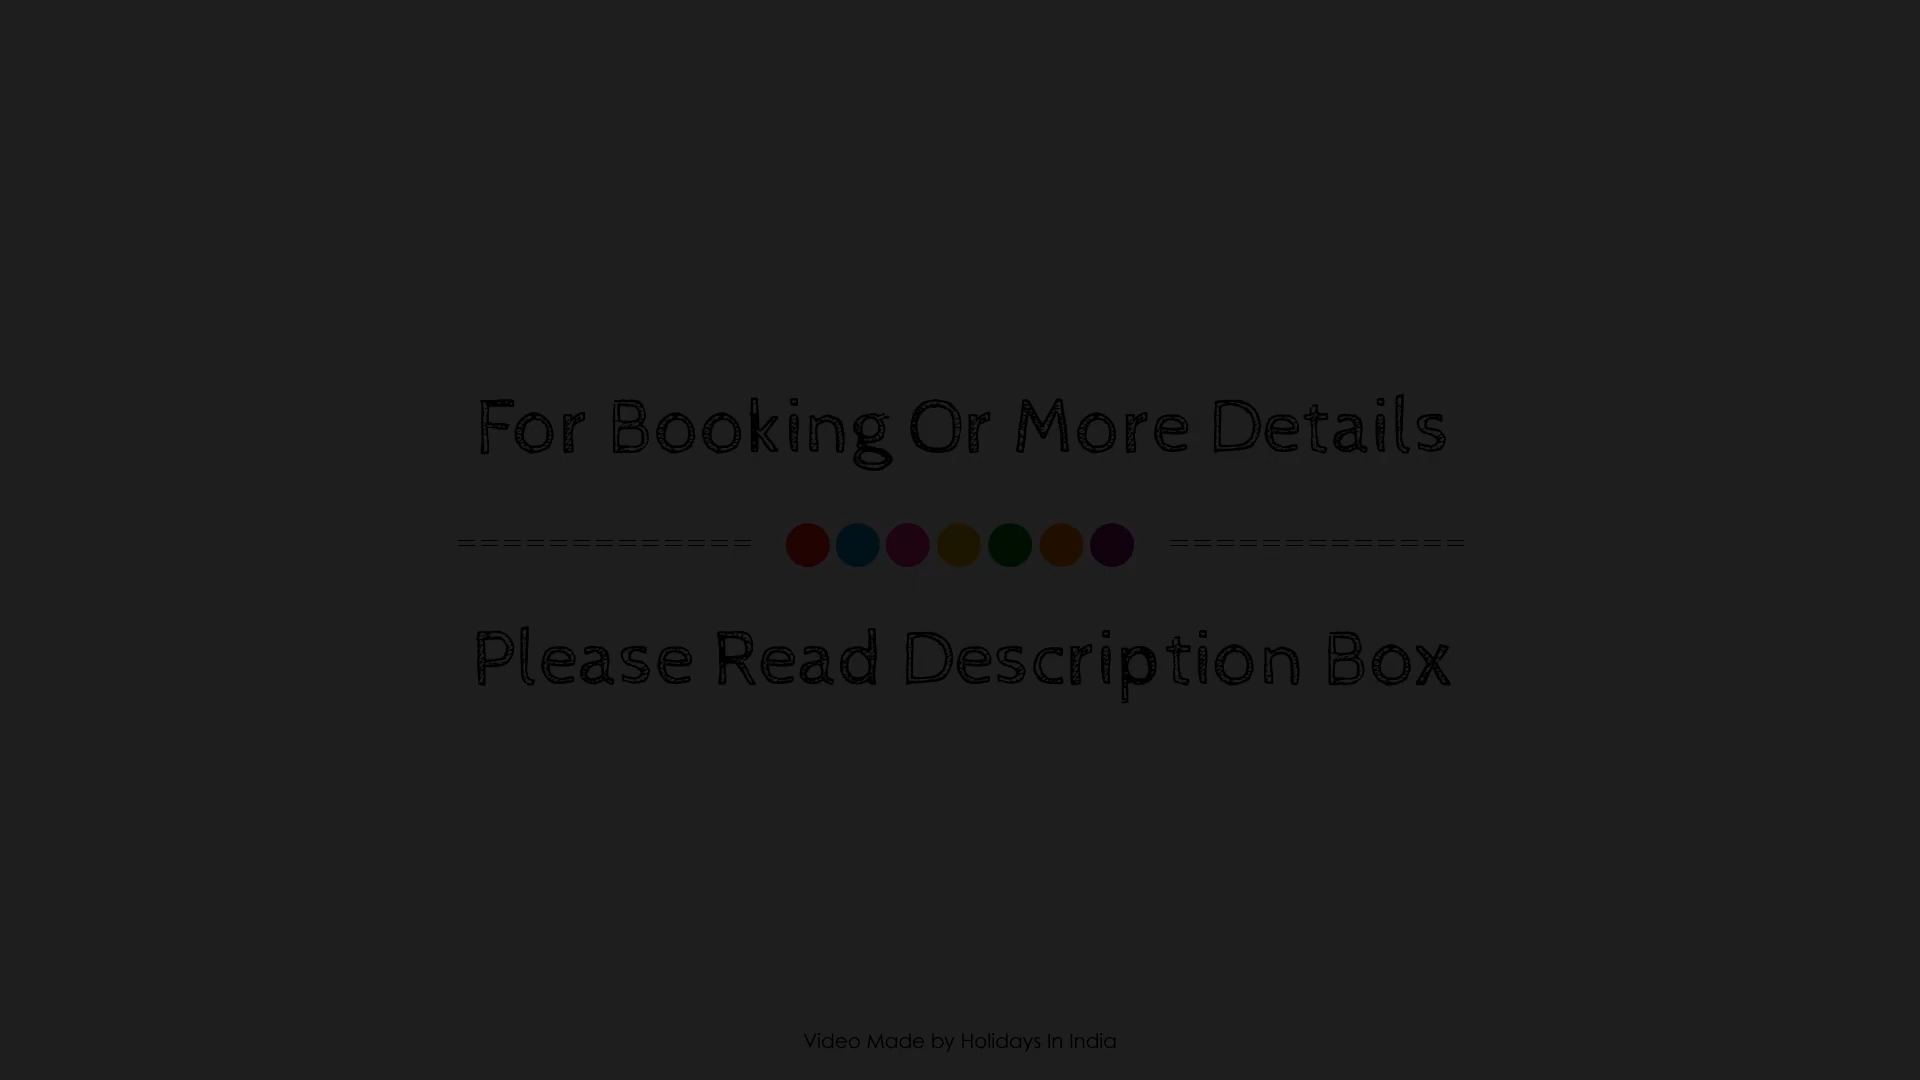 For Booking Or More Details
============= =============
Please Read Description Box
Video Made by Holidays In India